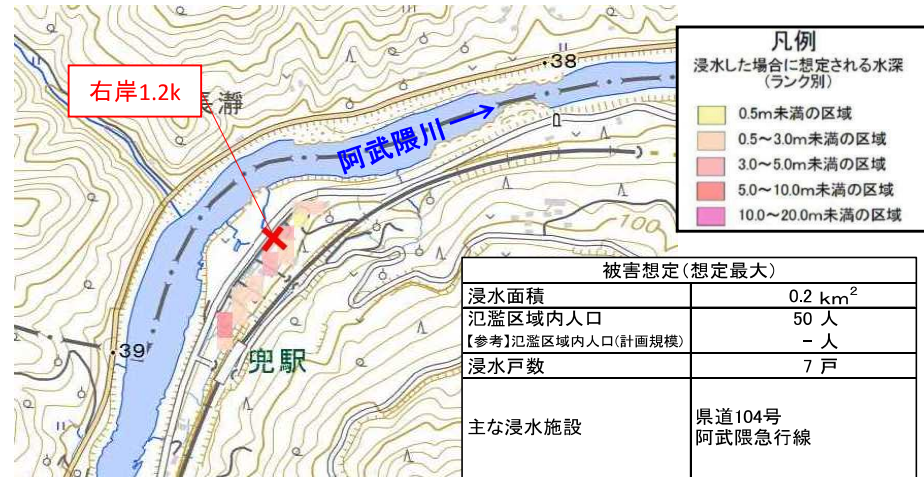 凡例
浸水した場合に想定される水深
(ランク別)
0.5m未満の区域
0.5～3.0m未満の区域
3.0～5.0m未満の区域
5.0～10.0m未満の区域
10.0～20.0m未満の区域
38
右岸1.2k
瀞
阿武隈川
100
39
兜駅
被害想定(想定最大)
浸水面積 0.2 km²
氾濫区域内人口 50 人
【参考】氾濫区域内人口(計画規模) － 人
浸水戸数 7 戸
主な浸水施設 県道104号
阿武隈急行線